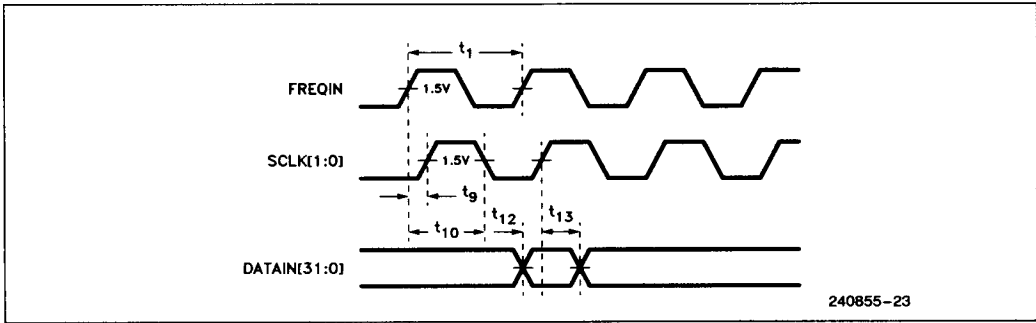 t1
FREQIN
1.5V
SCLK[1:0]
1.5V
t9
t10
t12
t13
DATAIN[31:0]
240855-23